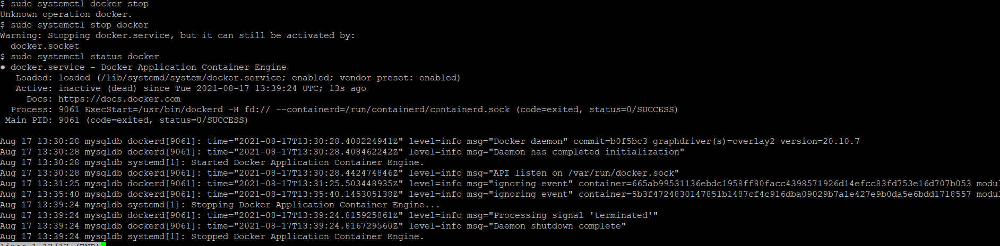 $ sudo systemctl docker stop
Unknown operation docker.
$ sudo systemctl stop docker
Warning: Stopping docker.service, but it can still be activated by:
  docker.socket
$ sudo systemctl status docker
● docker.service - Docker Application Container Engine
   Loaded: loaded (/lib/systemd/system/docker.service; enabled; vendor preset: enabled)
   Active: inactive (dead) since Tue 2021-08-17 13:39:24 UTC; 13s ago
     Docs: https://docs.docker.com
  Process: 9061 ExecStart=/usr/bin/dockerd -H fd:// --containerd=/run/containerd/containerd.sock (code=exited, status=0/SUCCESS)
 Main PID: 9061 (code=exited, status=0/SUCCESS)

Aug 17 13:30:28 mysqldb dockerd[9061]: time="2021-08-17T13:30:28.408224941Z" level=info msg="Docker daemon" commit=b0f5bc3 graphdriver(s)=overlay2 version=20.10.7
Aug 17 13:30:28 mysqldb dockerd[9061]: time="2021-08-17T13:30:28.408462242Z" level=info msg="Daemon has completed initialization"
Aug 17 13:30:28 mysqldb systemd[1]: Started Docker Application Container Engine.
Aug 17 13:30:28 mysqldb dockerd[9061]: time="2021-08-17T13:30:28.442474846Z" level=info msg="API listen on /var/run/docker.sock"
Aug 17 13:31:25 mysqldb dockerd[9061]: time="2021-08-17T13:31:25.503448935Z" level=info msg="ignoring event" container=665ab99531136ebdc1958ff80facc4398571926d14efcc83fd753e16d707b053 modul
Aug 17 13:35:40 mysqldb dockerd[9061]: time="2021-08-17T13:35:40.145305138Z" level=info msg="ignoring event" container=5b3f4724830147851b1487cf4c916dba09029b7a1e427e9b0da5e6bdd1718557 modul
Aug 17 13:39:24 mysqldb systemd[1]: Stopping Docker Application Container Engine...
Aug 17 13:39:24 mysqldb dockerd[9061]: time="2021-08-17T13:39:24.815925861Z" level=info msg="Processing signal 'terminated'"
Aug 17 13:39:24 mysqldb dockerd[9061]: time="2021-08-17T13:39:24.816729560Z" level=info msg="Daemon shutdown complete"
Aug 17 13:39:24 mysqldb systemd[1]: Stopped Docker Application Container Engine.
lines 1-17/17 (END)